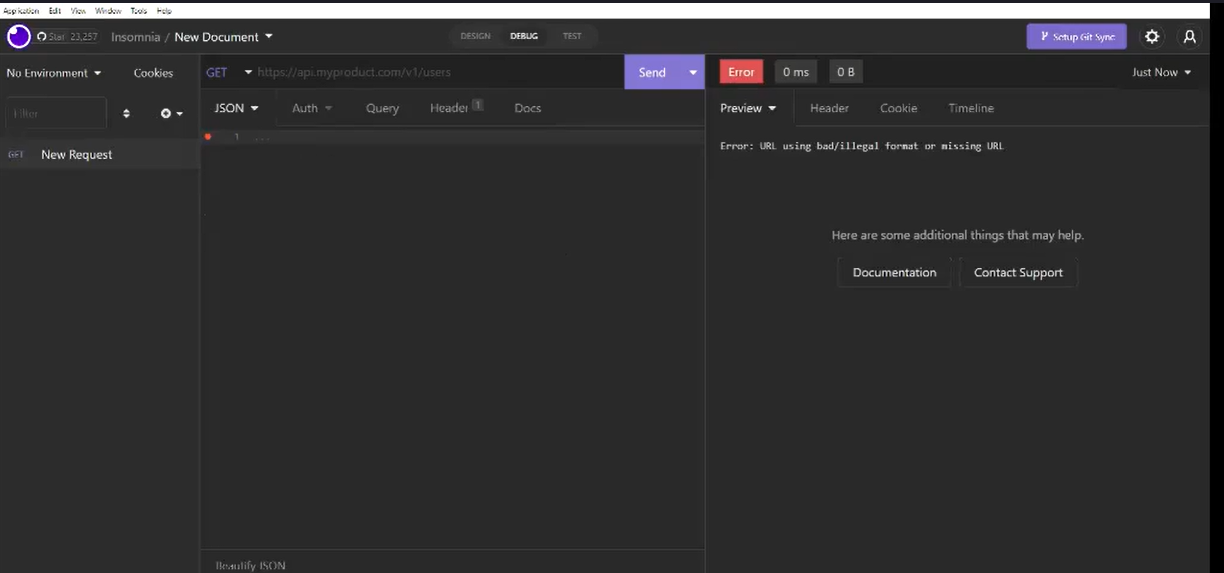 Application Edit View Window Tools Help
Star 23,257 Insomnia / New Document DESIGN DEBUG TEST Setup Git Sync
No Environment Cookies GET https://api.myproduct.com/v1/users Send Error 0 ms 0 B Just Now
Filter JSON Auth Query Header 1 Docs Preview Header Cookie Timeline
1 ...
Error: URL using bad/illegal format or missing URL
GET New Request
Here are some additional things that may help.
Documentation Contact Support
Beautify JSON